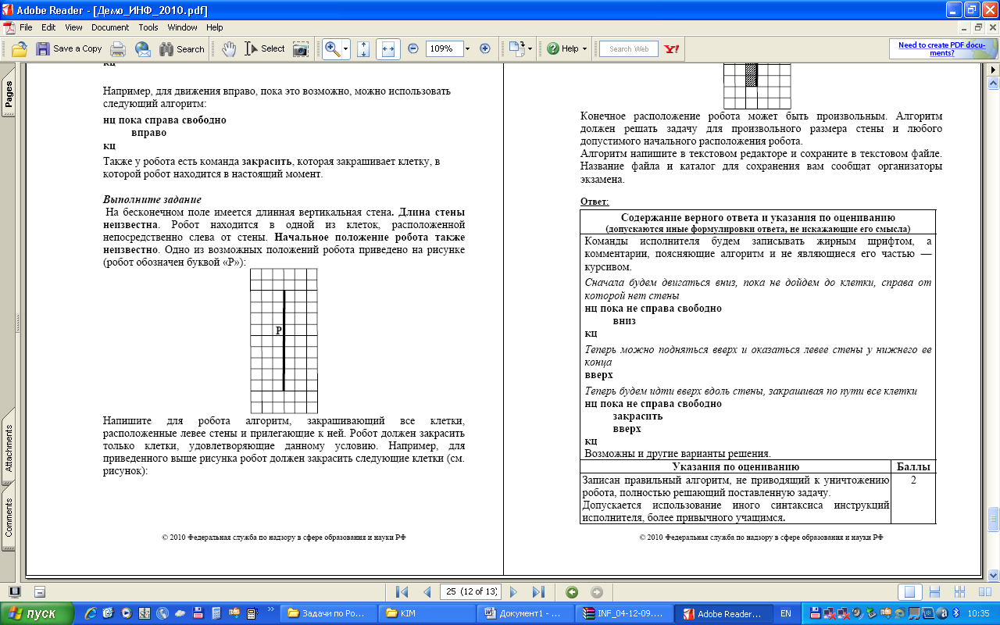 Adobe Reader - [Демо_ИНФ_2010.pdf]
File Edit View Document Tools Window Help
Save a Copy Search Select 109% Help Search Web Y!
Need to create PDF docu-
ments?
Pages
Attachments
Comments
кц
Например, для движения вправо, пока это возможно, можно использовать
следующий алгоритм:
нц пока справа свободно
вправо
кц
Также у робота есть команда закрасить, которая закрашивает клетку, в
которой робот находится в настоящий момент.
Выполните задание
На бесконечном поле имеется длинная вертикальная стена. Длина стены
неизвестна. Робот находится в одной из клеток, расположенной
непосредственно слева от стены. Начальное положение робота также
неизвестно. Одно из возможных положений робота приведено на рисунке
(робот обозначен буквой «Р»):
Р
Напишите для робота алгоритм, закрашивающий все клетки,
расположенные левее стены и прилегающие к ней. Робот должен закрасить
только клетки, удовлетворяющие данному условию. Например, для
приведенного выше рисунка робот должен закрасить следующие клетки (см.
рисунок):
© 2010 Федеральная служба по надзору в сфере образования и науки РФ
Конечное расположение робота может быть произвольным. Алгоритм
должен решать задачу для произвольного размера стены и любого
допустимого начального расположения робота.
Алгоритм напишите в текстовом редакторе и сохраните в текстовом файле.
Название файла и каталог для сохранения вам сообщат организаторы
экзамена.
Ответ:
Содержание верного ответа и указания по оцениванию
(допускаются иные формулировки ответа, не искажающие его смысла)
Команды исполнителя будем записывать жирным шрифтом, а
комментарии, поясняющие алгоритм и не являющиеся его частью —
курсивом.
Сначала будем двигаться вниз, пока не дойдем до клетки, справа от
которой нет стены
нц пока не справа свободно
вниз
кц
Теперь можно подняться вверх и оказаться левее стены у нижнего ее
конца
вверх
Теперь будем идти вверх вдоль стены, закрашивая по пути все клетки
нц пока не справа свободно
закрасить
вверх
кц
Возможны и другие варианты решения.
Указания по оцениванию Баллы
Записан правильный алгоритм, не приводящий к уничтожению 2
робота, полностью решающий поставленную задачу.
Допускается использование иного синтаксиса инструкций
исполнителя, более привычного учащимся.
© 2010 Федеральная служба по надзору в сфере образования и науки РФ
25 (12 of 13)
пуск Задачи по Ро... KIM Документ1 - ... INF_04-12-09.... Adobe Reader... EN 10:35